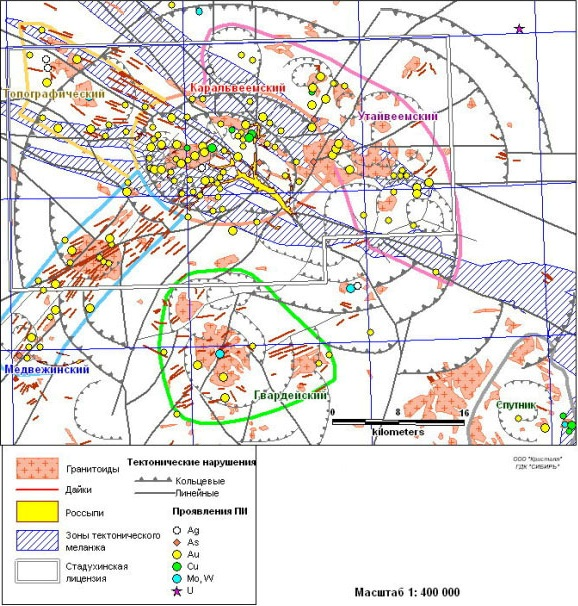 Топографический
Каральвеемский
Утайвеемский
Медвежинский
Гвардейский
Спутник
0 8 16
kilometers
ООО "Кристалл"
ГДК "СИБИРЬ"
Гранитоиды
Дайки
Россыпи
Зоны тектонического
меланжа
Стадухинская
лицензия
Тектонические нарушения
Кольцевые
Линейные
Проявления ПИ
Ag
As
Au
Cu
Mo, W
U
Масштаб 1: 400 000